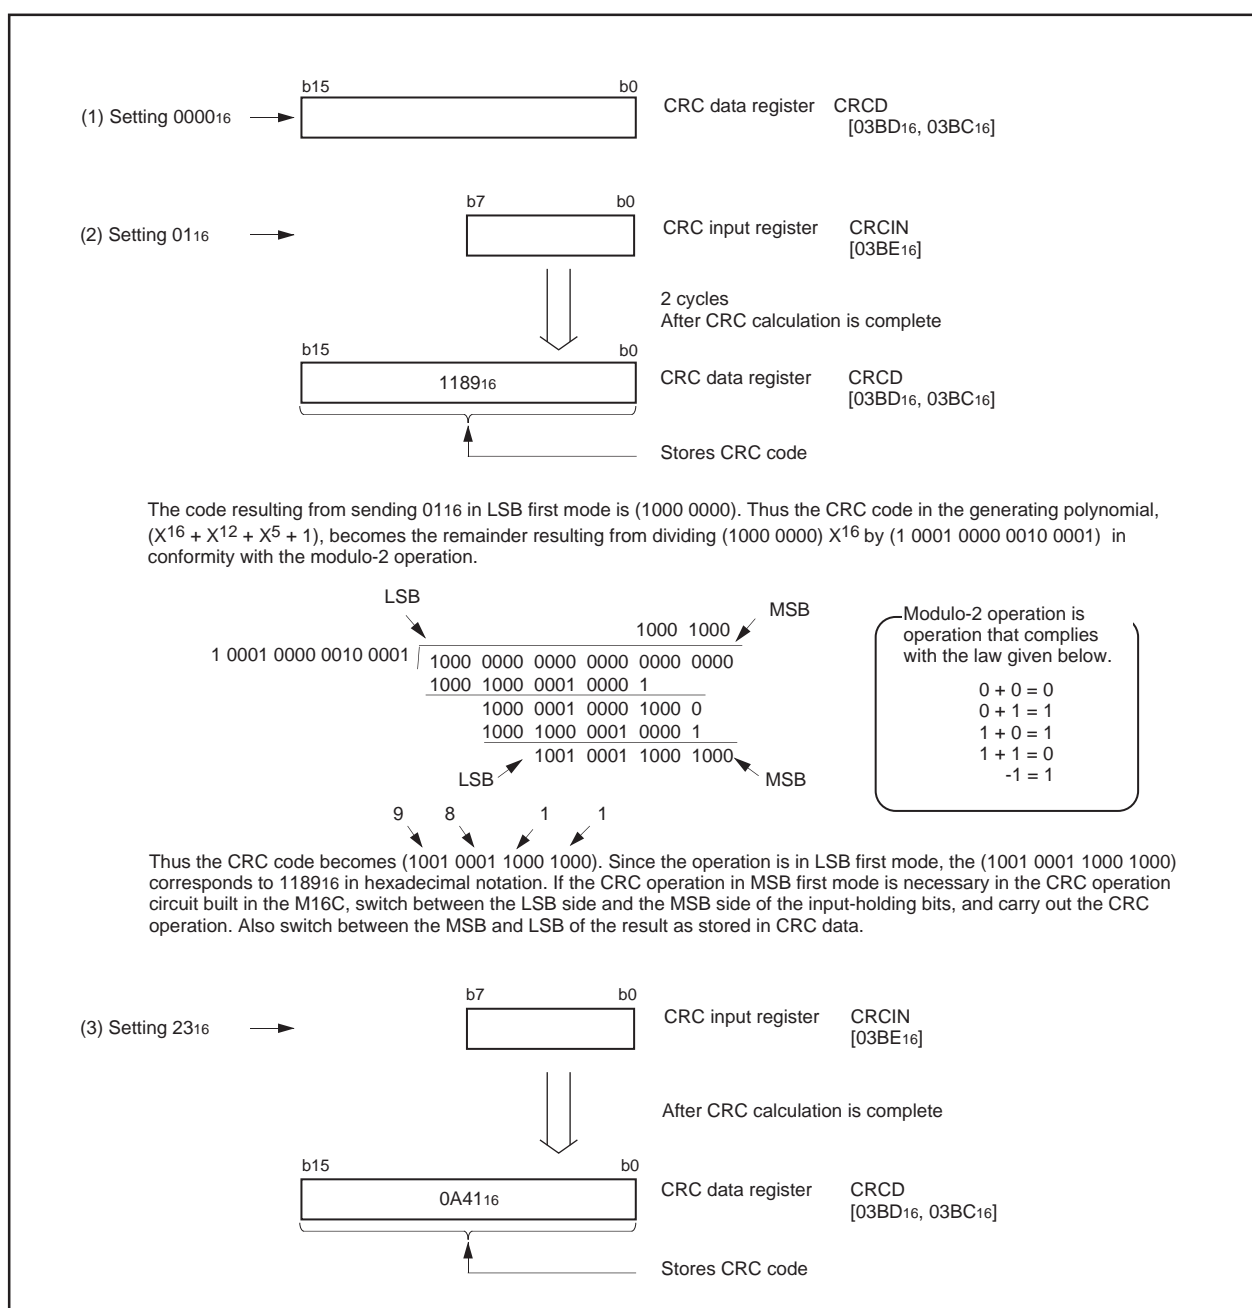 b15 b0
(1) Setting 000016 CRC data register CRCD
[03BD16, 03BC16]
b7 b0
(2) Setting 0116 CRC input register CRCIN
[03BE16]
2 cycles
After CRC calculation is complete
b15 b0
118916 CRC data register CRCD
[03BD16, 03BC16]
Stores CRC code
The code resulting from sending 0116 in LSB first mode is (1000 0000). Thus the CRC code in the generating polynomial,
(X16 + X12 + X5 + 1), becomes the remainder resulting from dividing (1000 0000) X16 by (1 0001 0000 0010 0001) in
conformity with the modulo-2 operation.
LSB MSB
1000 1000
1 0001 0000 0010 0001 1000 0000 0000 0000 0000 0000
1000 1000 0001 0000 1
1000 0001 0000 1000 0
1000 1000 0001 0000 1
1001 0001 1000 1000
LSB MSB
Modulo-2 operation is
operation that complies
with the law given below.
0 + 0 = 0
0 + 1 = 1
1 + 0 = 1
1 + 1 = 0
-1 = 1
9 8 1 1
Thus the CRC code becomes (1001 0001 1000 1000). Since the operation is in LSB first mode, the (1001 0001 1000 1000)
corresponds to 118916 in hexadecimal notation. If the CRC operation in MSB first mode is necessary in the CRC operation
circuit built in the M16C, switch between the LSB side and the MSB side of the input-holding bits, and carry out the CRC
operation. Also switch between the MSB and LSB of the result as stored in CRC data.
b7 b0
(3) Setting 2316 CRC input register CRCIN
[03BE16]
After CRC calculation is complete
b15 b0
0A4116 CRC data register CRCD
[03BD16, 03BC16]
Stores CRC code